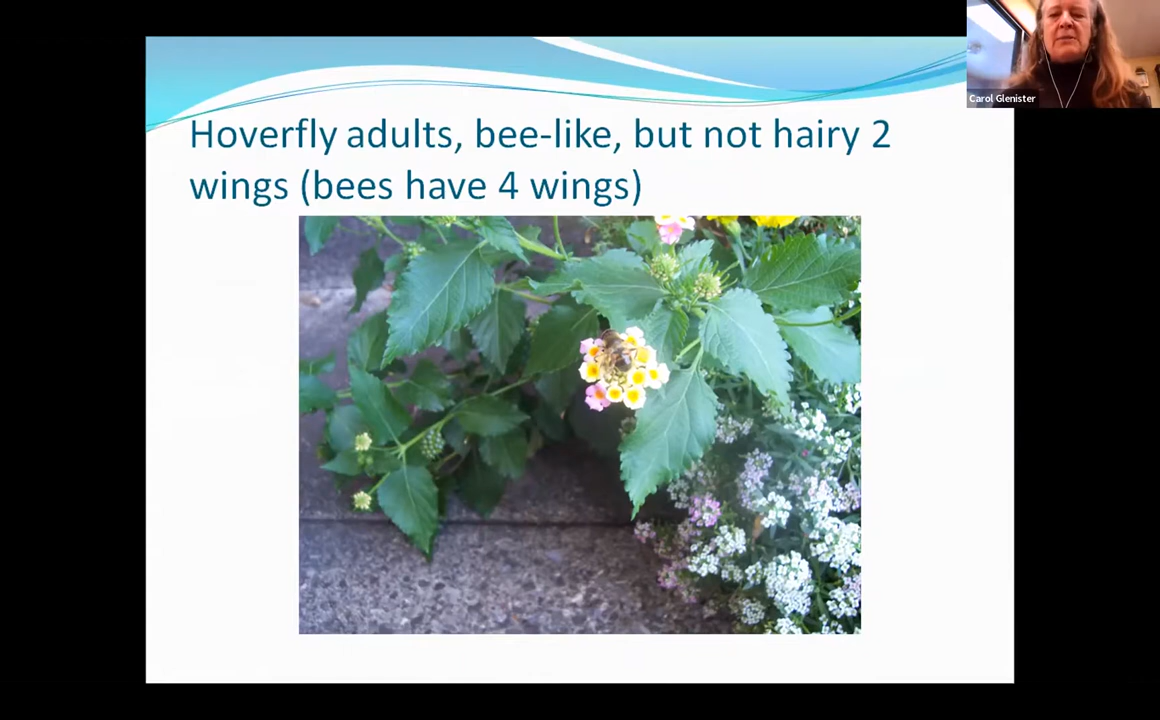 Carol Glenister
Hoverfly adults, bee-like, but not hairy 2
wings (bees have 4 wings)